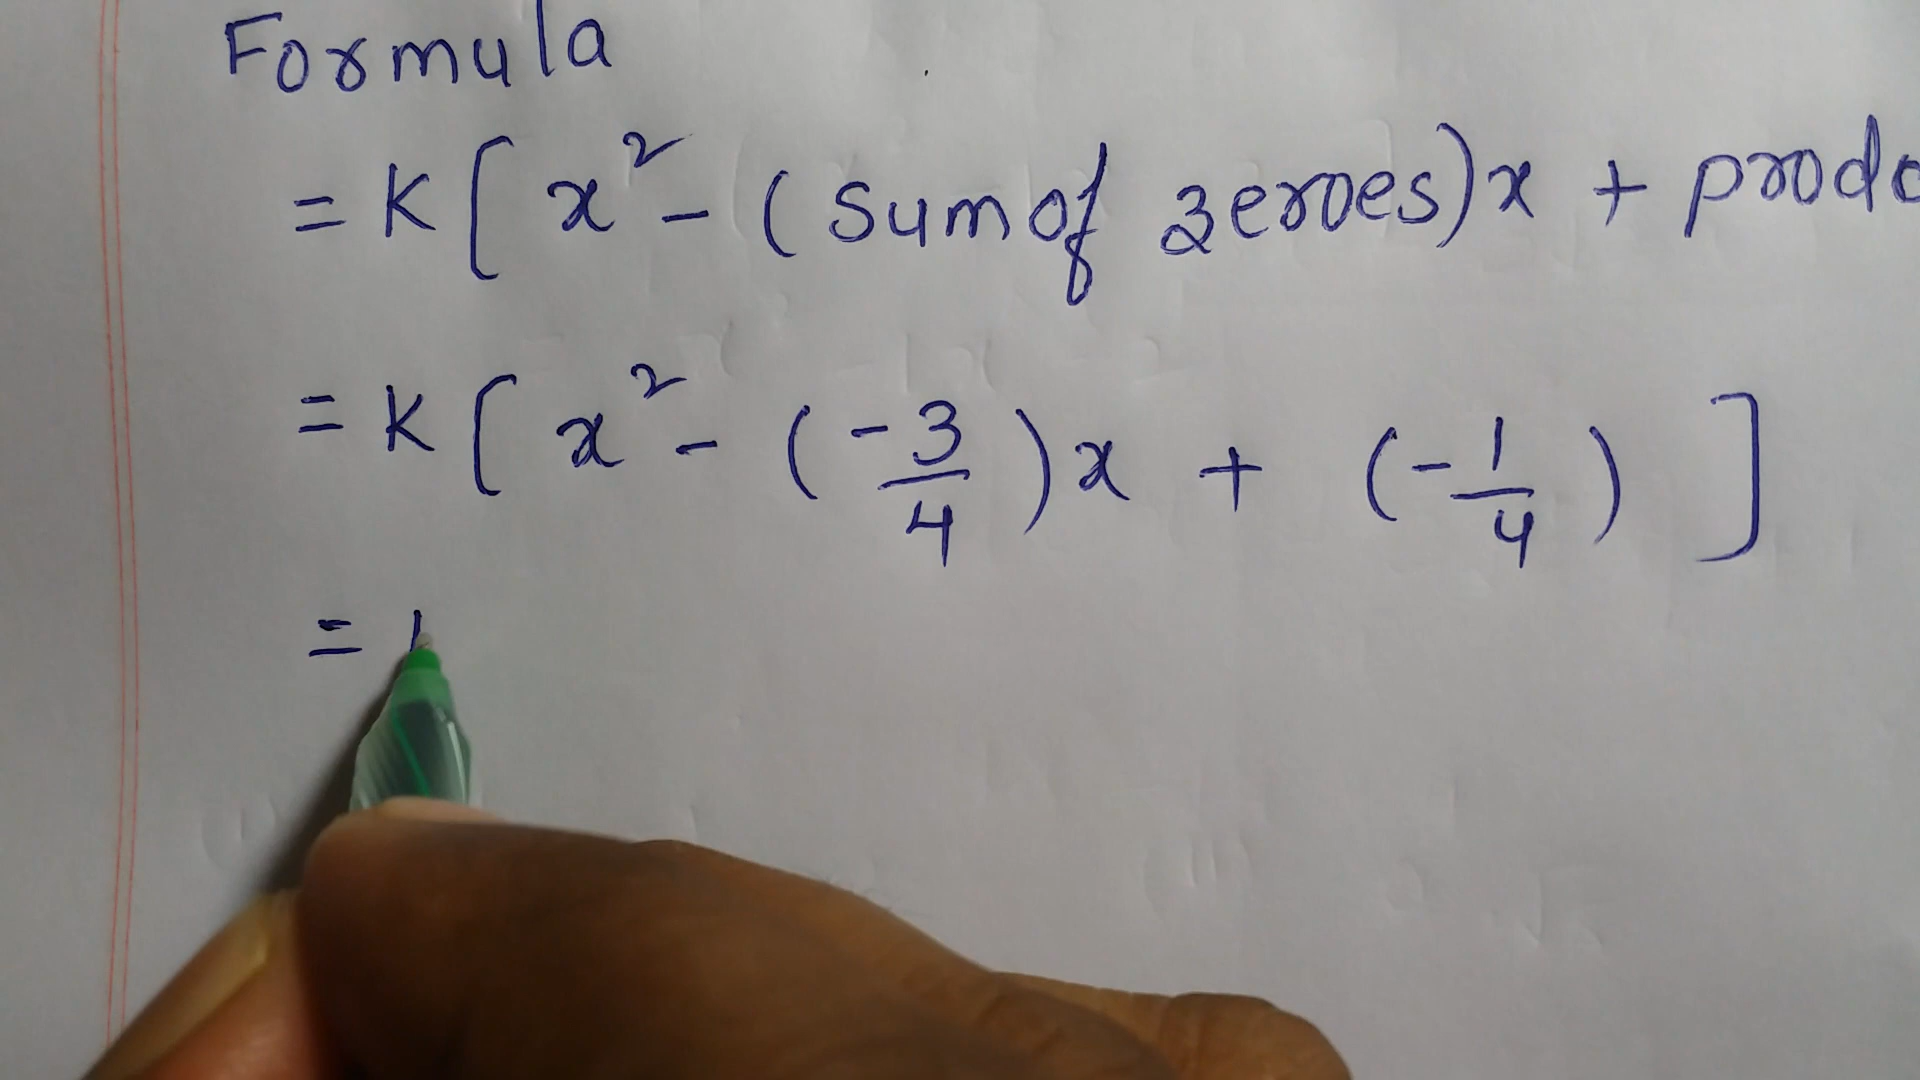 Formula
= K [ x² - (Sum of zeroes)x + prod
= K [ x² - (-3/4)x + (-1/4) ]
=